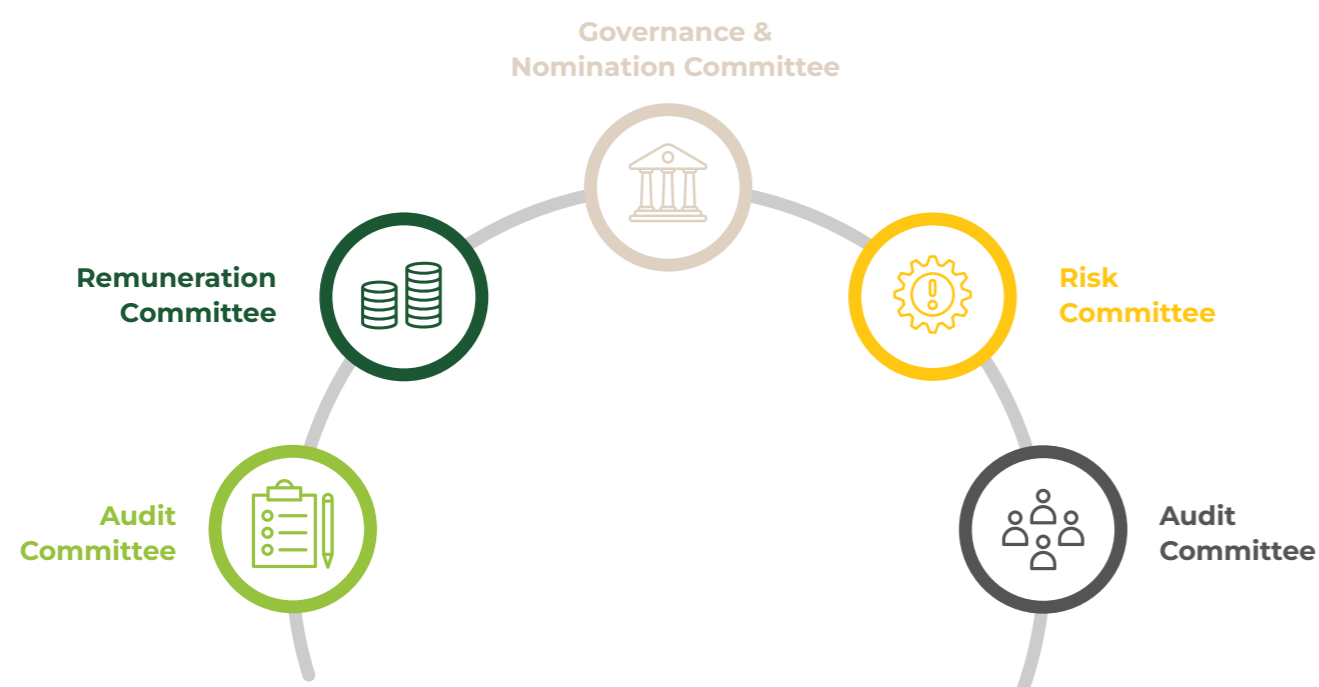 Governance &
Nomination Committee
Remuneration
Committee
Risk
Committee
Audit
Committee
Audit
Committee